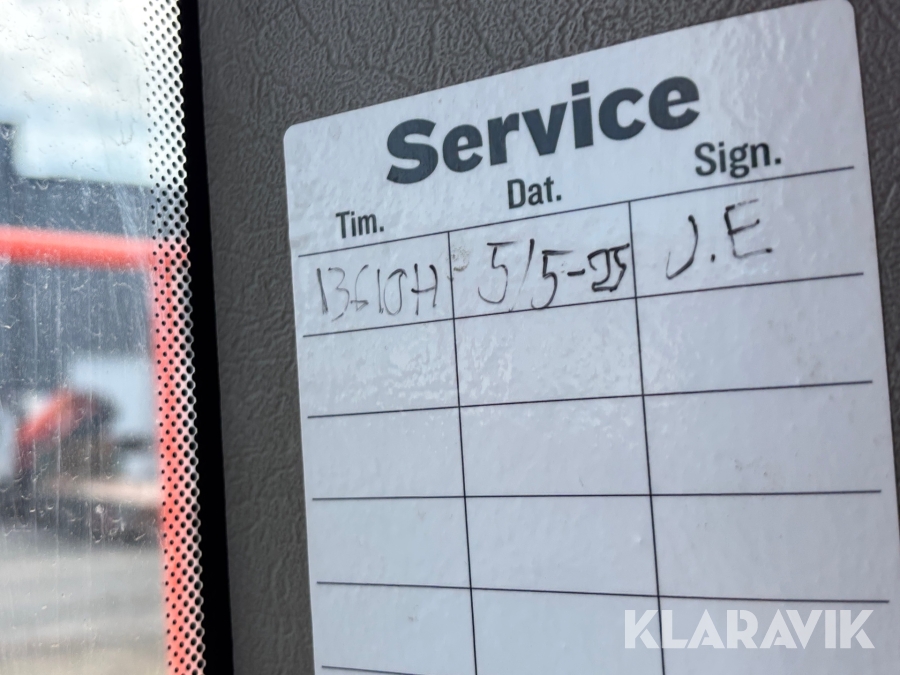 Service
Tim. Dat. Sign.
13610H 5/5-25 J.E
KLARAVIK